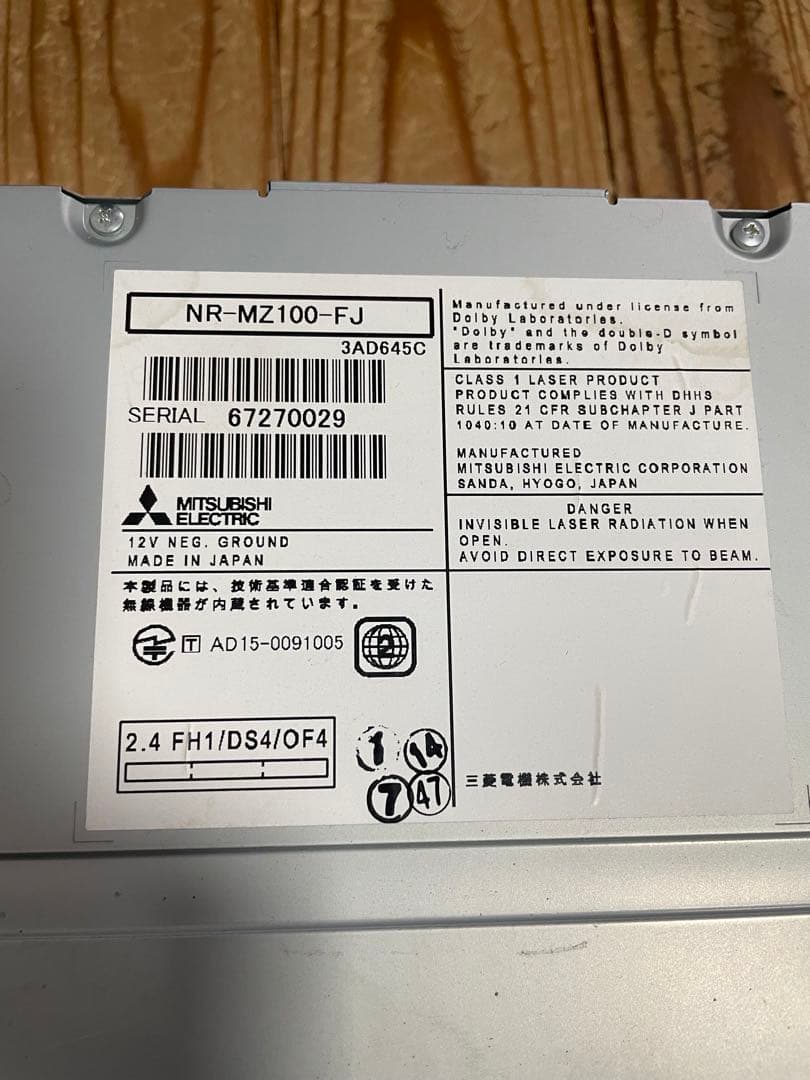 NR-MZ100-FJ
3AD645C
SERIAL 67270029
MITSUBISHI
ELECTRIC
12V NEG. GROUND
MADE IN JAPAN
本製品には、技術基準適合認証を受けた
無線機器が内蔵されています。
T AD15-0091005
2
2.4 FH1/DS4/OF4
1 14
7 47
Manufactured under license from
Dolby Laboratories.
"Dolby" and the double-D symbol
are trademarks of Dolby
Laboratories.
CLASS 1 LASER PRODUCT
PRODUCT COMPLIES WITH DHHS
RULES 21 CFR SUBCHAPTER J PART
1040:10 AT DATE OF MANUFACTURE.
MANUFACTURED
MITSUBISHI ELECTRIC CORPORATION
SANDA, HYOGO, JAPAN
DANGER
INVISIBLE LASER RADIATION WHEN
OPEN.
AVOID DIRECT EXPOSURE TO BEAM.
三菱電機株式会社